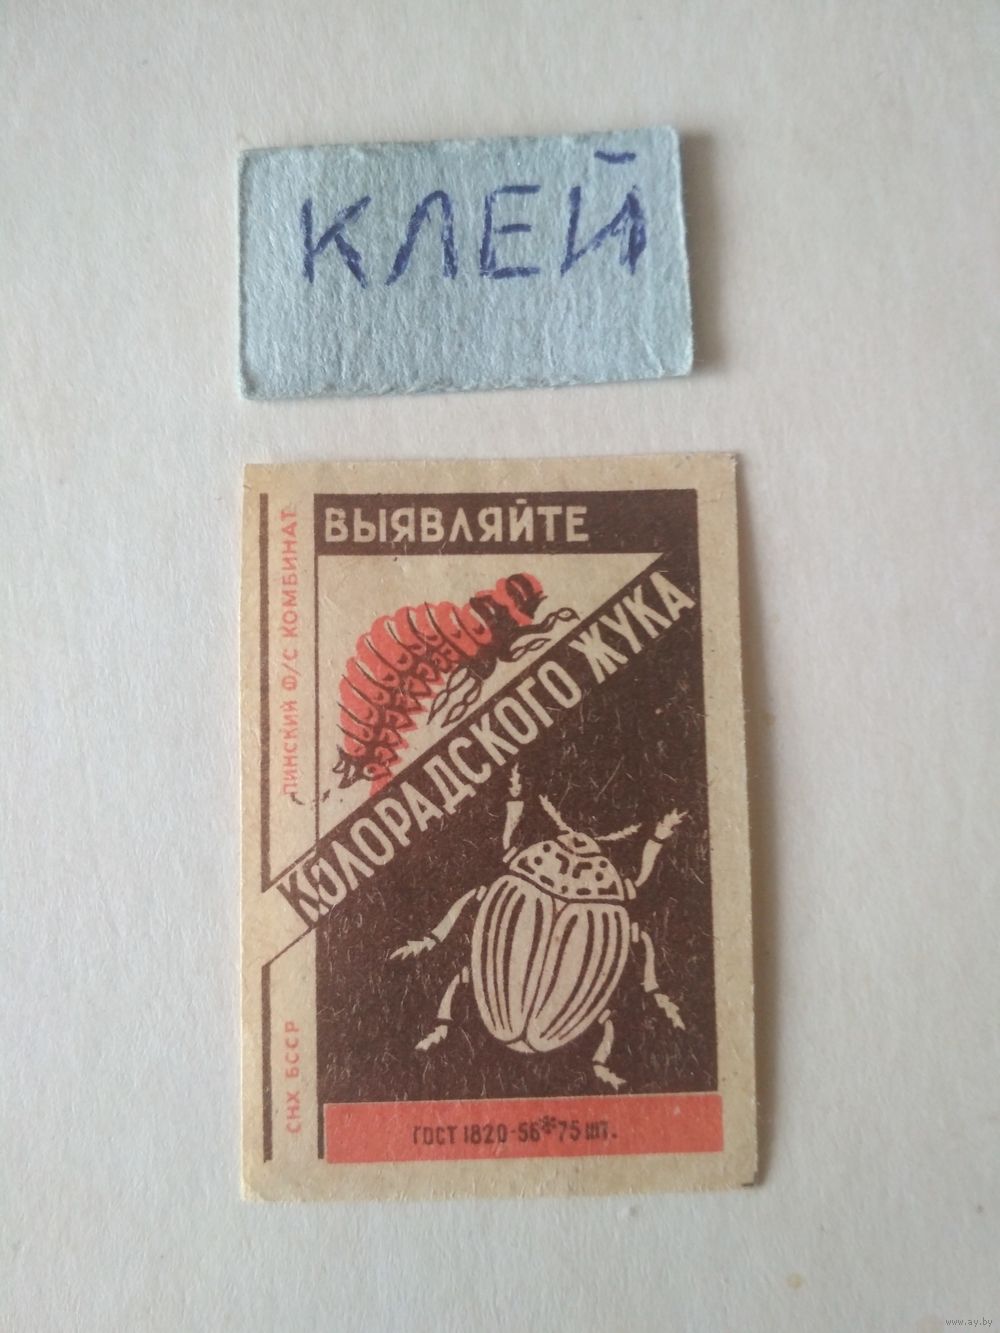 КЛЕЙ
ВЫЯВЛЯЙТЕ
КОЛОРАДСКОГО ЖУКА
ПИНСКИЙ Ф/С КОМБИНАТ
СНХ БССР
ГОСТ 1820-56*75 ШТ.
www.ay.by